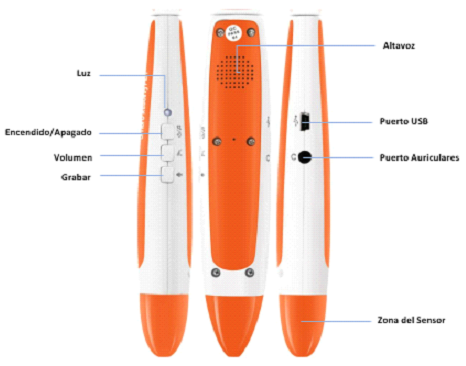 Altavoz
Luz
Encendido/Apagado
Volumen
Grabar
Puerto USB
Puerto Auriculares
Zona del Sensor